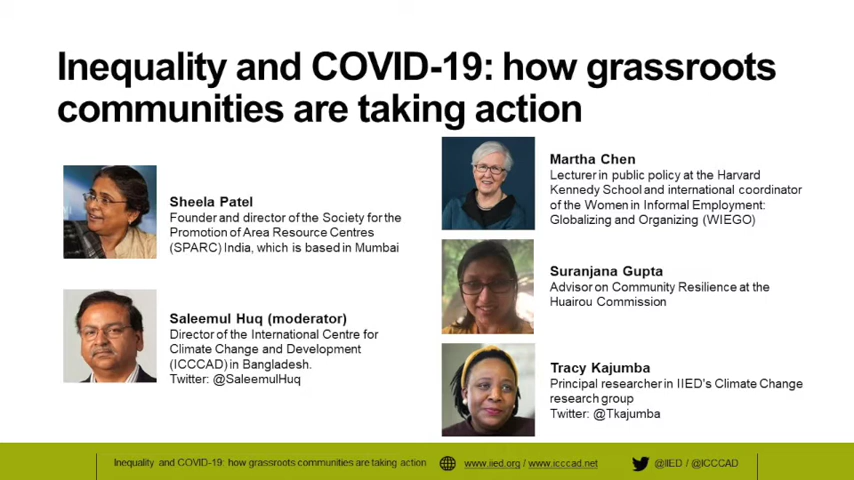 Inequality and COVID-19: how grassroots
communities are taking action
Sheela Patel
Founder and director of the Society for the
Promotion of Area Resource Centres
(SPARC) India, which is based in Mumbai
Saleemul Huq (moderator)
Director of the International Centre for
Climate Change and Development
(ICCCAD) in Bangladesh.
Twitter: @SaleemulHuq
Martha Chen
Lecturer in public policy at the Harvard
Kennedy School and international coordinator
of the Women in Informal Employment:
Globalizing and Organizing (WIEGO)
Suranjana Gupta
Advisor on Community Resilience at the
Huairou Commission
Tracy Kajumba
Principal researcher in IIED's Climate Change
research group
Twitter: @Tkajumba
Inequality and COVID-19: how grassroots communities are taking action
www.iied.org / www.icccad.net
@IIED / @ICCCAD